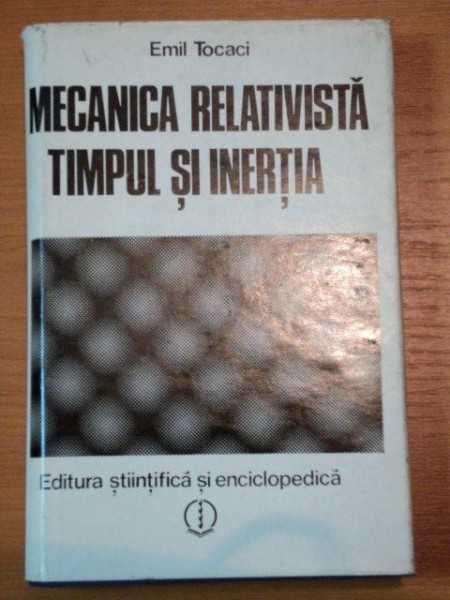 Emil Tocaci
MECANICA RELATIVISTĂ
TIMPUL ȘI INERȚIA
Editura științifică și enciclopedică